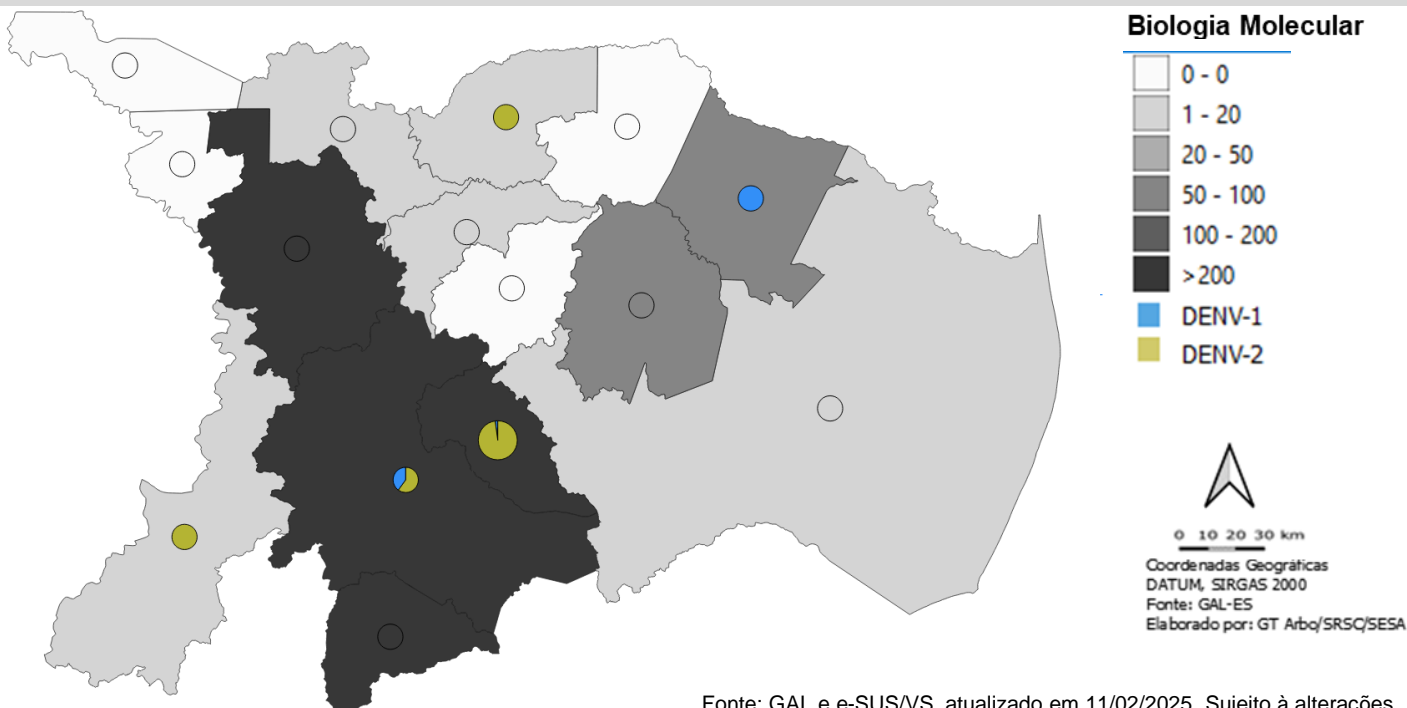 Biologia Molecular
0 - 0
1 - 20
20 - 50
50 - 100
100 - 200
>200
DENV-1
DENV-2
0 10 20 30 km
Coordenadas Geográficas
DATUM, SIRGAS 2000
Fonte: GAL-ES
Elaborado por: GT Arbo/SRSC/SESA
Fonte: GAL e e-SUS/VS, atualizado em 11/02/2025. Sujeito à alterações